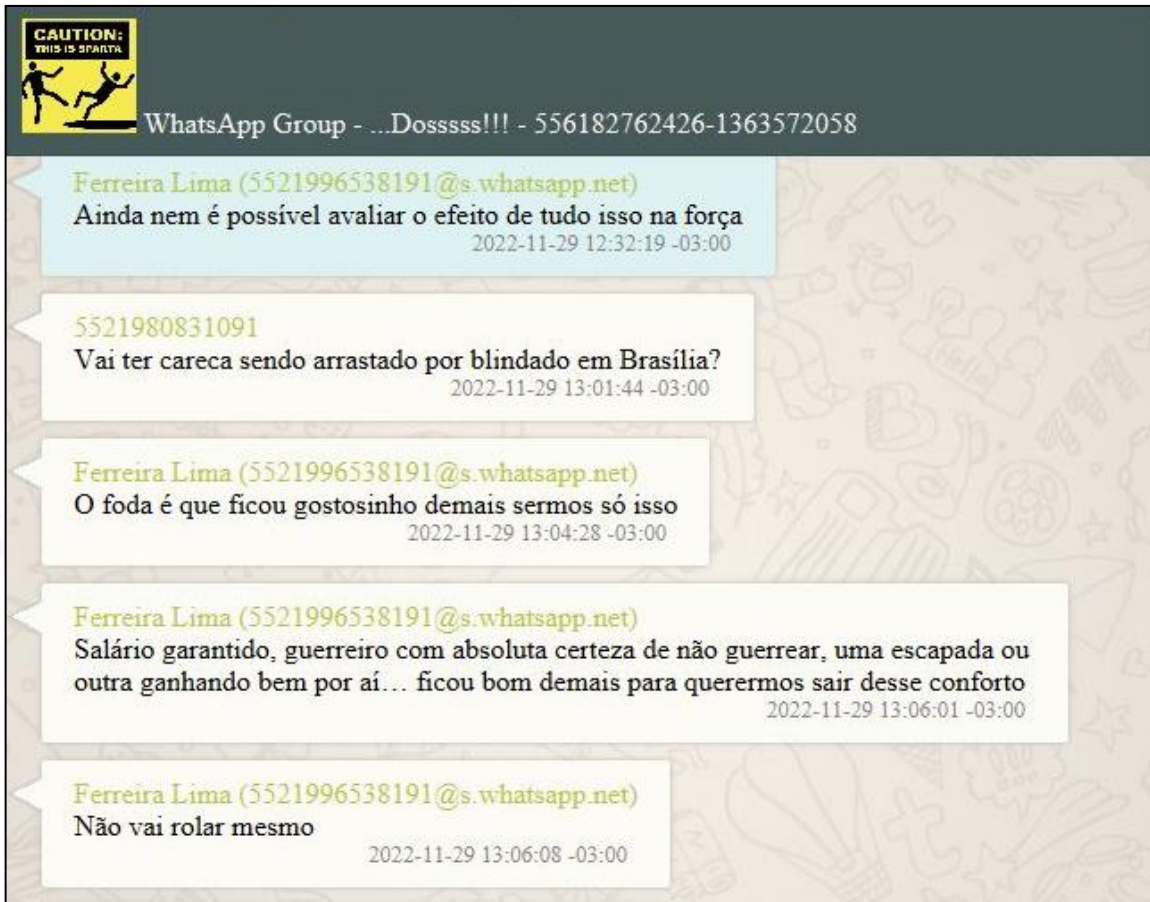 CAUTION:
THIS IS SPARTA
WhatsApp Group - ...Dosssss!!! - 556182762426-1363572058
Ferreira Lima (5521996538191@s.whatsapp.net)
Ainda nem é possível avaliar o efeito de tudo isso na força
2022-11-29 12:32:19 -03:00
5521980831091
Vai ter careca sendo arrastado por blindado em Brasília?
2022-11-29 13:01:44 -03:00
Ferreira Lima (5521996538191@s.whatsapp.net)
O foda é que ficou gostosinho demais sermos só isso
2022-11-29 13:04:28 -03:00
Ferreira Lima (5521996538191@s.whatsapp.net)
Salário garantido, guerreiro com absoluta certeza de não guerrear, uma escapada ou
outra ganhando bem por aí… ficou bom demais para querermos sair desse conforto
2022-11-29 13:06:01 -03:00
Ferreira Lima (5521996538191@s.whatsapp.net)
Não vai rolar mesmo
2022-11-29 13:06:08 -03:00